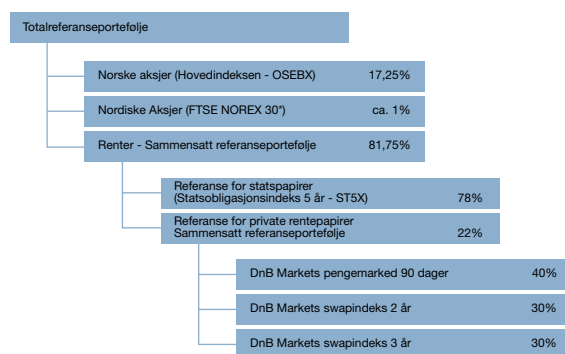 Totalreferanseportefølje
Norske aksjer (Hovedindeksen - OSEBX) 17,25%
Nordiske Aksjer (FTSE NOREX 30") ca. 1%
Renter - Sammensatt referanseportefølje 81,75%
Referanse for statspapirer
(Statsobligasjonsindeks 5 år - ST5X) 78%
Referanse for private rentepapirer
Sammensatt referanseportefølje 22%
DnB Markets pengemarked 90 dager 40%
DnB Markets swapindeks 2 år 30%
DnB Markets swapindeks 3 år 30%